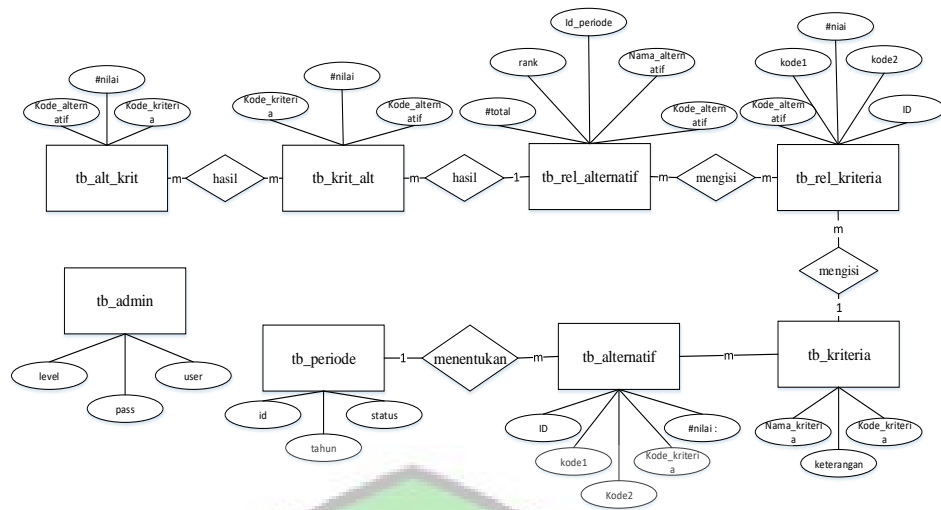 Id_periode
#niai
rank
Nama_altern
atif
kode1
kode2
#nilai
#nilai
Kode_altern
atif
Kode_kriteri
a
Kode_kriteri
a
Kode_altern
atif
#total
Kode_altern
atif
Kode_altern
atif
ID
tb_alt_krit
m
hasil
m
tb_krit_alt
m
hasil
1
tb_rel_alternatif
m
mengisi
m
tb_rel_kriteria
m
mengisi
1
tb_admin
level
user
pass
tb_periode
1
menentukan
m
tb_alternatif
m
tb_kriteria
id
status
tahun
ID
#nilai :
kode1
Kode_kriteri
a
Kode2
Nama_kriteri
a
Kode_kriteri
a
keterangan